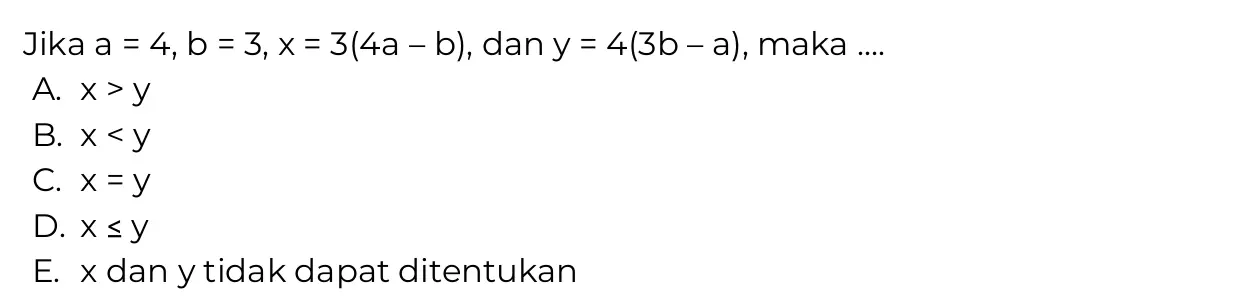 Jika a = 4, b = 3, x = 3(4a – b), dan y = 4(3b – a), maka ....
A. x > y
B. x < y
C. x = y
D. x ≤ y
E. x dan y tidak dapat ditentukan